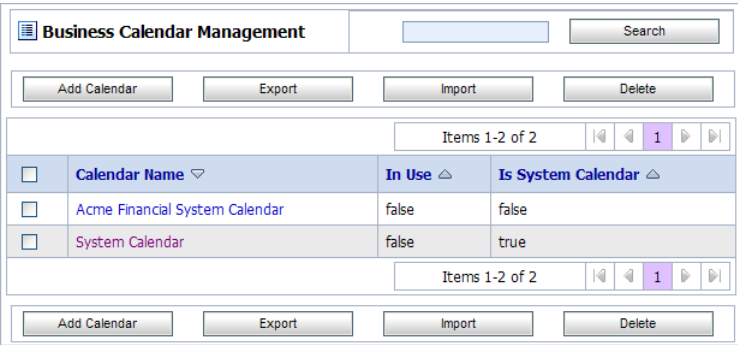 Business Calendar Management Search
Add Calendar Export Import Delete
Items 1-2 of 2 1
Calendar Name In Use Is System Calendar
Acme Financial System Calendar false false
System Calendar false true
Items 1-2 of 2 1
Add Calendar Export Import Delete